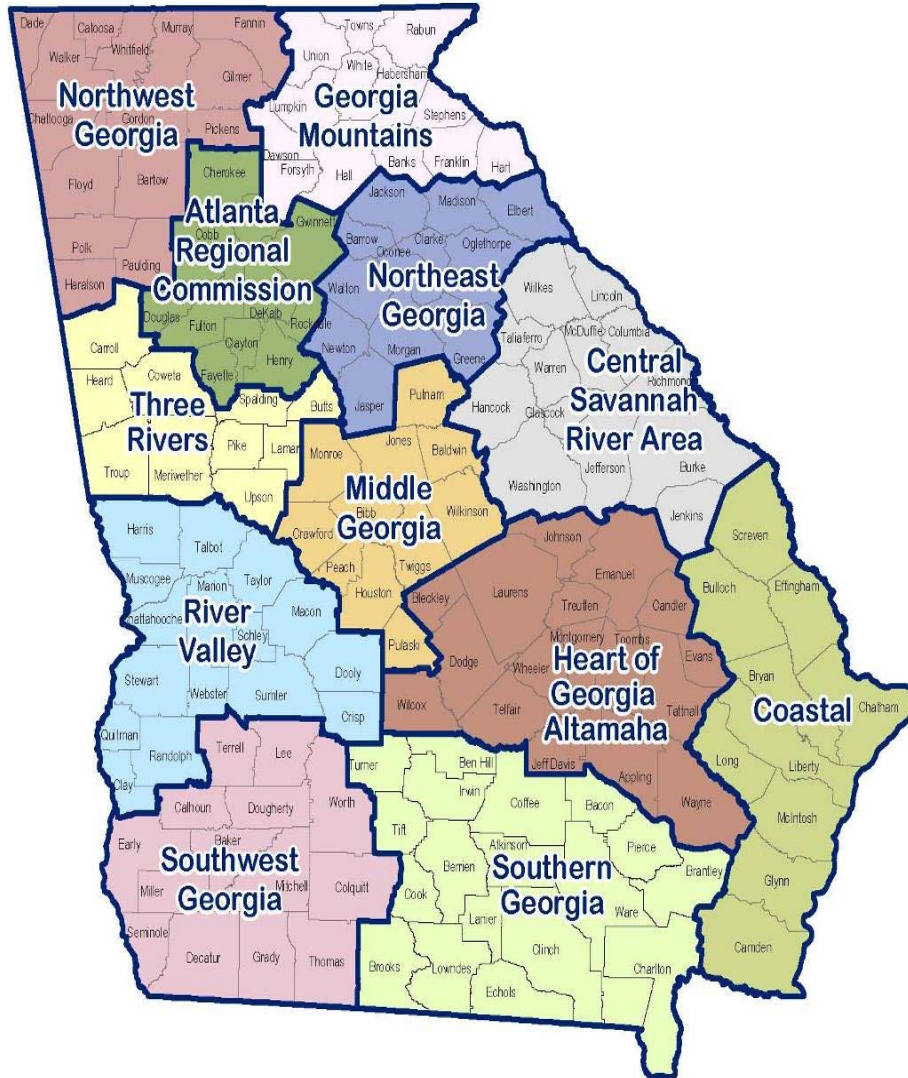 Dade
Catoosa
Murray
Fannin
Walker
Whitfield
Gilmer
Northwest
Georgia
Chattooga
Gordon
Pickens
Floyd
Bartow
Polk
Paulding
Haralson
Towns
Rabun
Union
White
Habersham
Lumpkin
Georgia
Mountains
Stephens
Dawson
Forsyth
Hall
Banks
Franklin
Hart
Cherokee
Atlanta
Regional
Commission
Cobb
Gwinnett
Douglas
Fulton
DeKalb
Rockdale
Clayton
Fayette
Henry
Jackson
Madison
Elbert
Barrow
Oconee
Clarke
Oglethorpe
Walton
Northeast
Georgia
Newton
Morgan
Greene
Jasper
Wilkes
Lincoln
Taliaferro
McDuffie
Columbia
Warren
Richmond
Central
Savannah
River Area
Hancock
Glascock
Jefferson
Burke
Washington
Jenkins
Carroll
Heard
Coweta
Spalding
Butts
Three
Rivers
Pike
Lamar
Troup
Meriwether
Upson
Putnam
Monroe
Jones
Baldwin
Middle
Georgia
Bibb
Wilkinson
Crawford
Peach
Twiggs
Houston
Pulaski
Harris
Talbot
Muscogee
Marion
Taylor
Chattahoochee
Macon
River
Valley
Schley
Stewart
Webster
Sumter
Dooly
Crisp
Quitman
Randolph
Clay
Johnson
Emanuel
Bleckley
Laurens
Treutlen
Candler
Montgomery
Toombs
Dodge
Wheeler
Evans
Heart of
Georgia
Altamaha
Tattnall
Wilcox
Telfair
Jeff Davis
Appling
Wayne
Screven
Bulloch
Effingham
Bryan
Coastal
Chatham
Long
Liberty
McIntosh
Glynn
Camden
Terrell
Lee
Calhoun
Dougherty
Worth
Early
Baker
Southwest
Georgia
Miller
Mitchell
Colquitt
Seminole
Decatur
Grady
Thomas
Turner
Ben Hill
Irwin
Coffee
Bacon
Tift
Atkinson
Pierce
Berrien
Southern
Georgia
Brantley
Cook
Lanier
Ware
Clinch
Brooks
Lowndes
Echols
Charlton